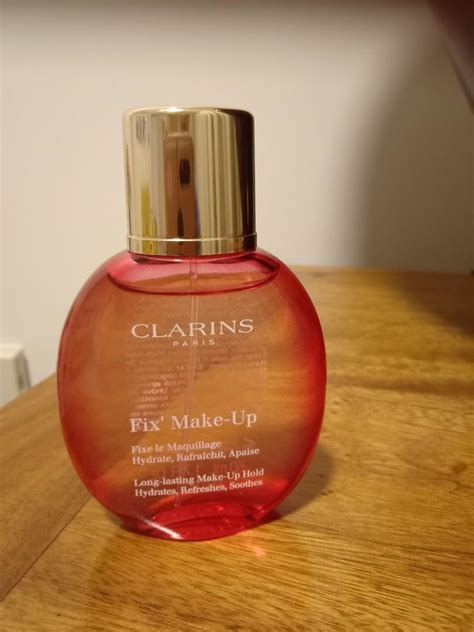 CLARINS
PARIS
Fix' Make-Up
Fixe le Maquillage
Hydrate, Rafraîchit, Apaise
Long-lasting Make-Up Hold
Hydrates, Refreshes, Soothes